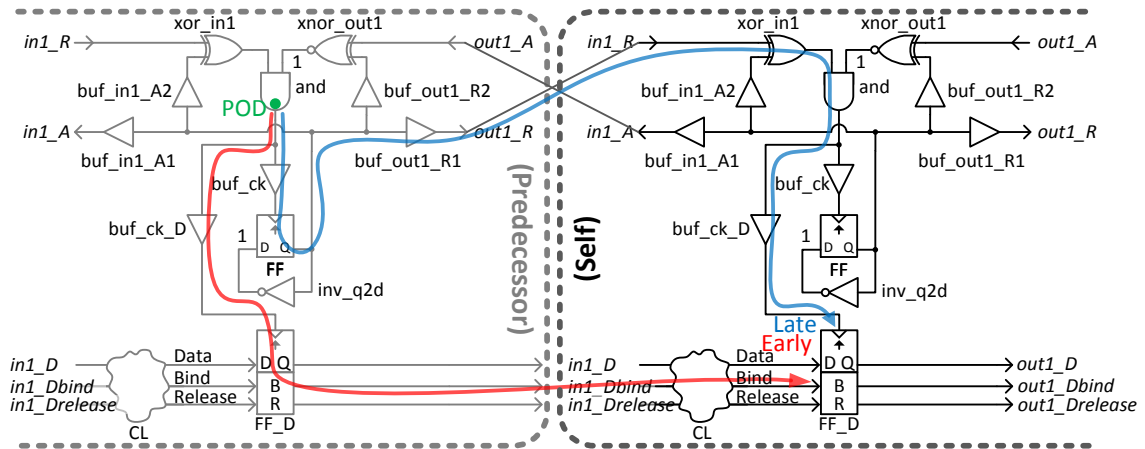 xor_in1 xnor_out1 xor_in1 xnor_out1
in1_R out1_A in1_R out1_A
1 1
and and
buf_in1_A2 POD buf_out1_R2 buf_in1_A2 buf_out1_R2
in1_A out1_R in1_A out1_R
buf_in1_A1 buf_out1_R1 buf_in1_A1 buf_out1_R1
buf_ck buf_ck
(Predecessor) (Self)
buf_ck_D 1 D Q buf_ck_D 1 D Q
FF FF
inv_q2d inv_q2d
Late
Early
in1_D Data D Q in1_D Data D Q out1_D
in1_Dbind Bind B in1_Dbind Bind B out1_Dbind
in1_Drelease Release R in1_Drelease Release R out1_Drelease
CL FF_D CL FF_D